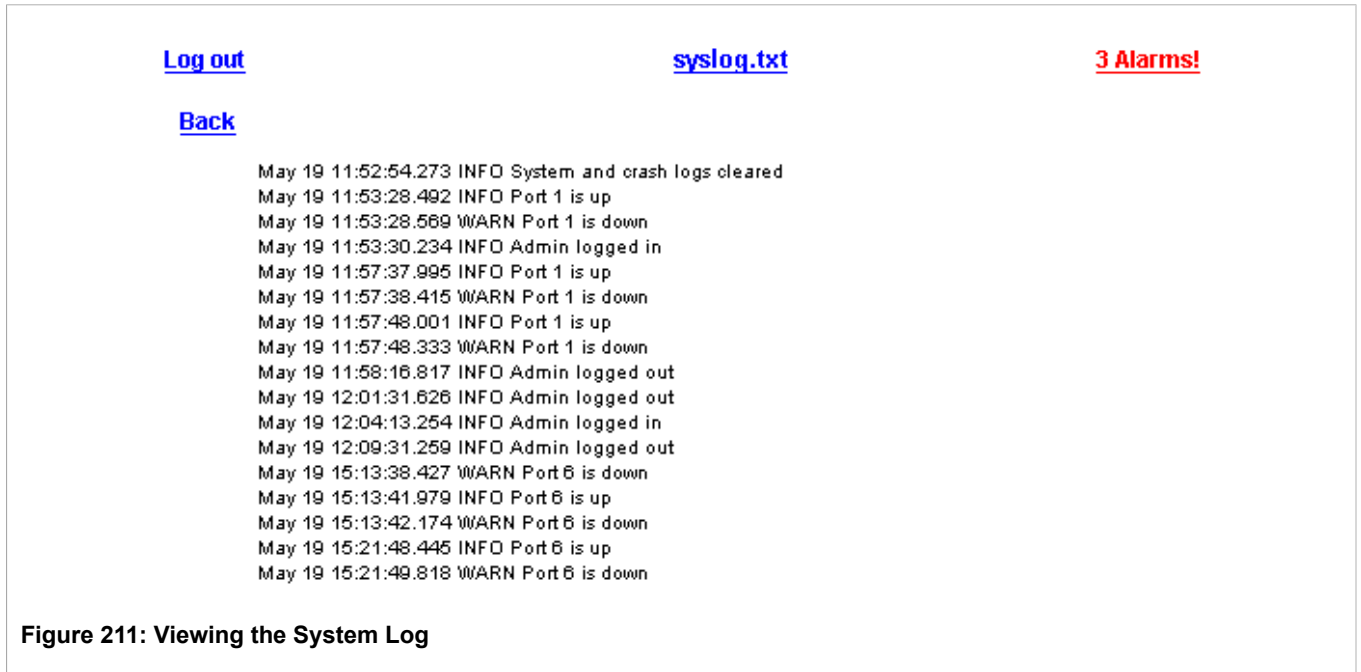 Log out syslog.txt 3 Alarms!
Back
May 19 11:52:54.273 INFO System and crash logs cleared
May 19 11:53:28.492 INFO Port 1 is up
May 19 11:53:28.569 WARN Port 1 is down
May 19 11:53:30.234 INFO Admin logged in
May 19 11:57:37.995 INFO Port 1 is up
May 19 11:57:38.415 WARN Port 1 is down
May 19 11:57:48.001 INFO Port 1 is up
May 19 11:57:48.333 WARN Port 1 is down
May 19 11:58:16.817 INFO Admin logged out
May 19 12:01:31.626 INFO Admin logged out
May 19 12:04:13.254 INFO Admin logged in
May 19 12:09:31.259 INFO Admin logged out
May 19 15:13:38.427 WARN Port 6 is down
May 19 15:13:41.979 INFO Port 6 is up
May 19 15:13:42.174 WARN Port 6 is down
May 19 15:21:48.445 INFO Port 6 is up
May 19 15:21:49.818 WARN Port 6 is down
Figure 211: Viewing the System Log